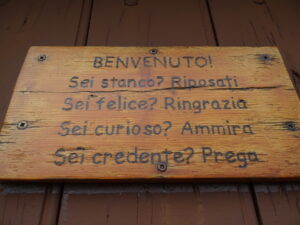 BENVENUTO!
Sei stanco? Riposati
Sei felice? Ringrazia
Sei curioso? Ammira
Sei credente? Prega